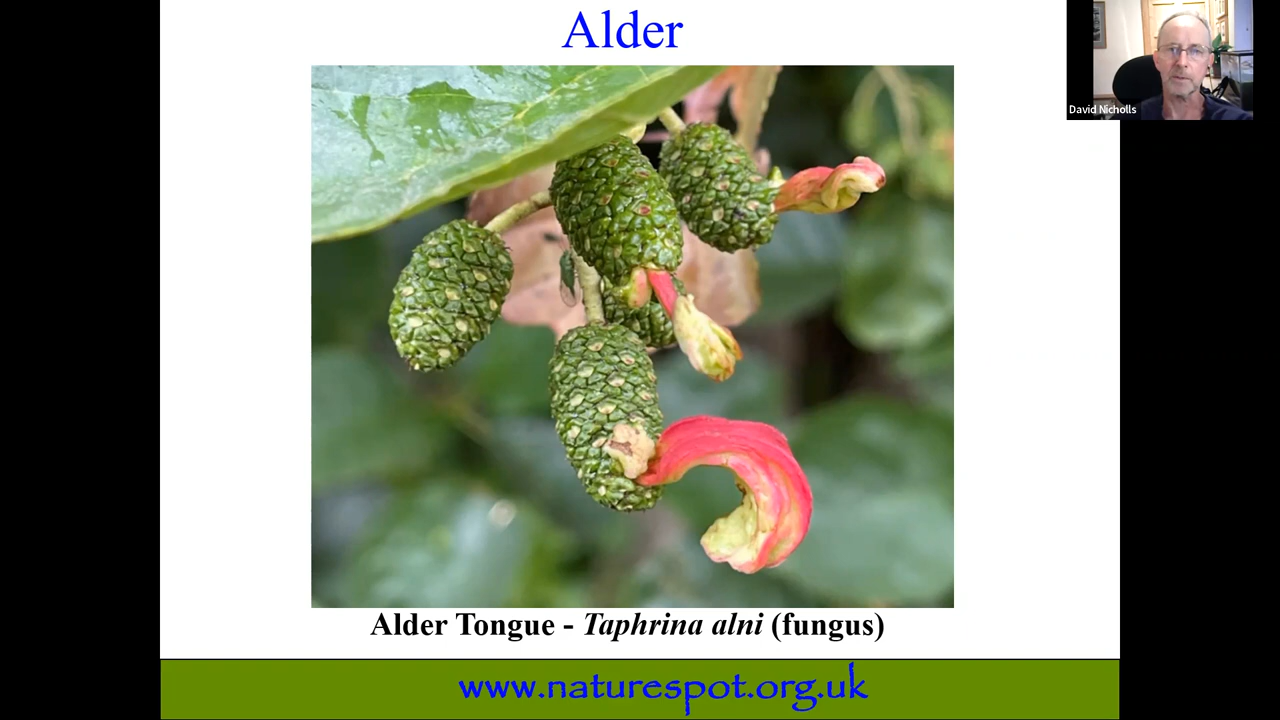 Alder
David Nicholls
Alder Tongue - Taphrina alni (fungus)
www.naturespot.org.uk